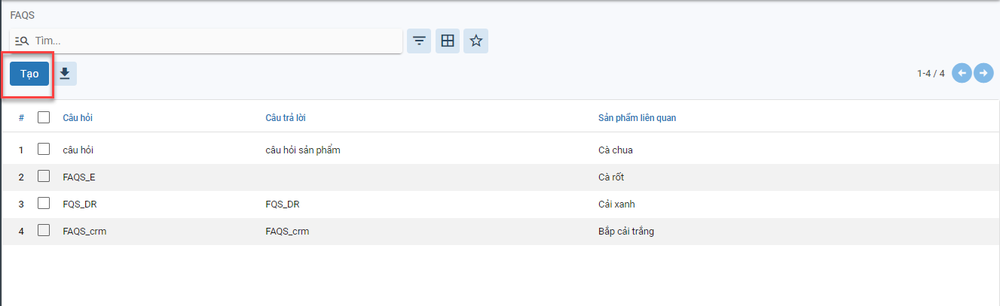 FAQS
Tìm...
Tạo
1-4 / 4
# Câu hỏi Câu trả lời Sản phẩm liên quan
1 câu hỏi câu hỏi sản phẩm Cà chua
2 FAQS_E Cà rốt
3 FQS_DR FQS_DR Cải xanh
4 FAQS_crm FAQS_crm Bắp cải trắng